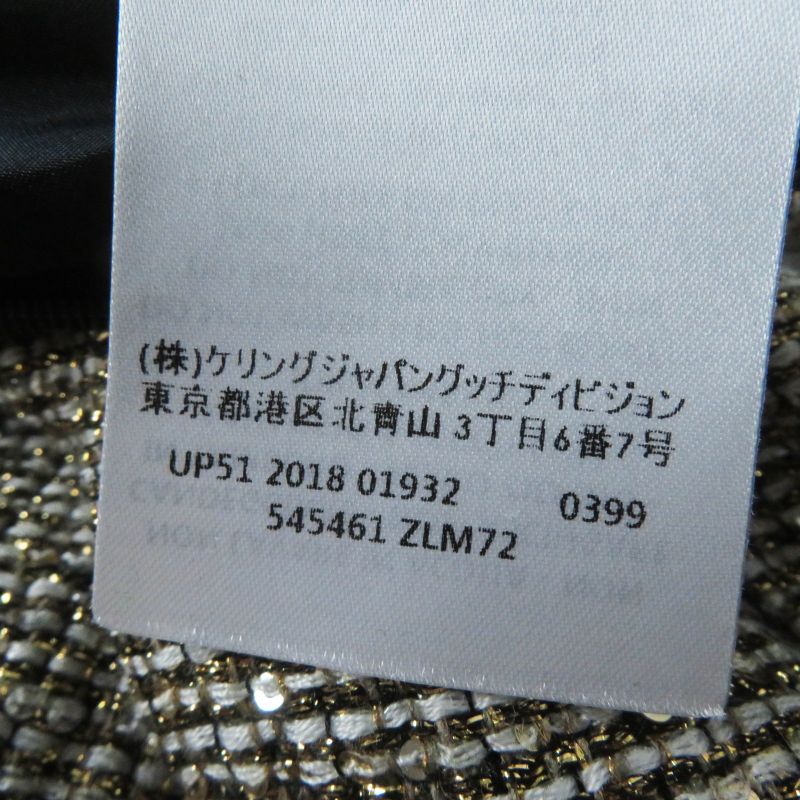 (株)ケリングジャパングッチディビジョン
東京都港区北青山3丁目6番7号
UP51 2018 01932 0399
545461 ZLM72